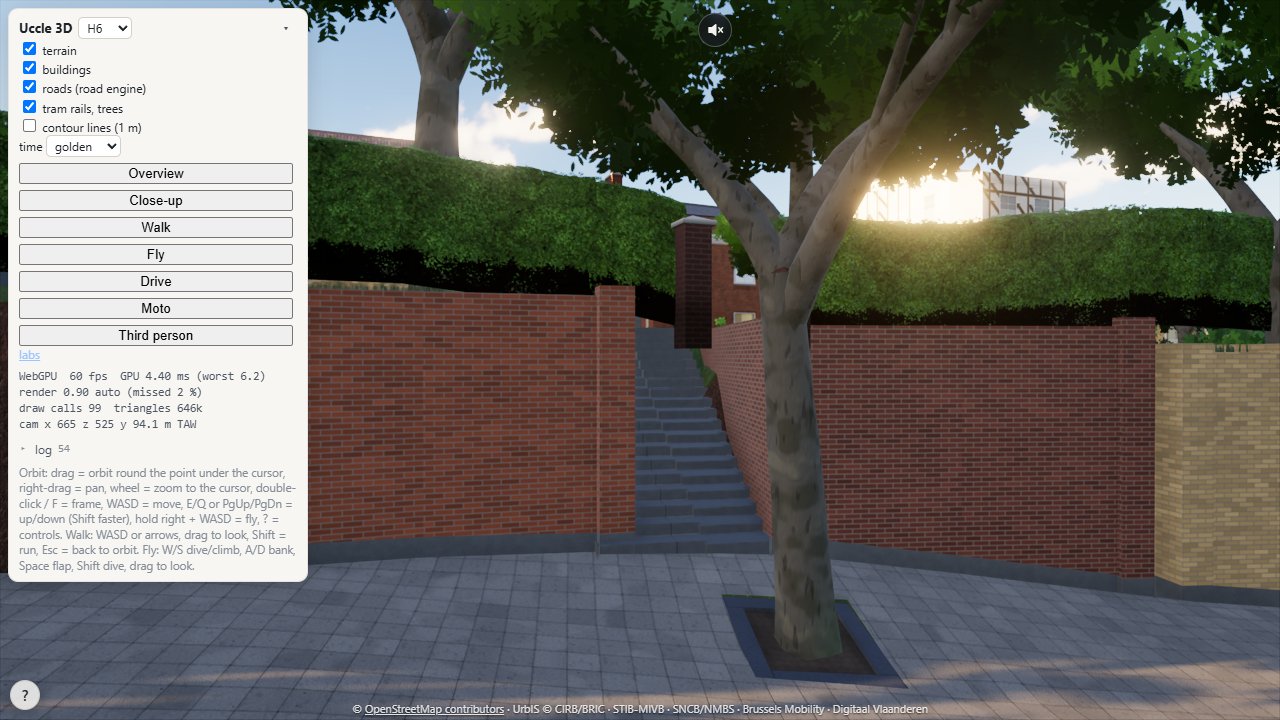 Uccle 3D H6
terrain
buildings
roads (road engine)
tram rails, trees
contour lines (1 m)
time golden
Overview
Close-up
Walk
Fly
Drive
Moto
Third person
labs
WebGPU 60 fps GPU 4.40 ms (worst 6.2)
render 0.90 auto (missed 2 %)
draw calls 99 triangles 646k
cam x 665 z 525 y 94.1 m TAW
log 54
Orbit: drag = orbit round the point under the cursor,
right-drag = pan, wheel = zoom to the cursor, double-
click / F = frame, WASD = move, E/Q or PgUp/PgDn =
up/down (Shift faster), hold right + WASD = fly, ? =
controls. Walk: WASD + arrows, drag to look, Shift =
run, Esc = back to orbit. Fly: W/S dive/climb, A/D bank,
Space flap, Shift dive, drag to look.
?
© OpenStreetMap contributors · UrbIS © CIRB/BRIC · STIB-MIVB · SNCB/NMBS · Brussels Mobility · Digitaal Vlaanderen